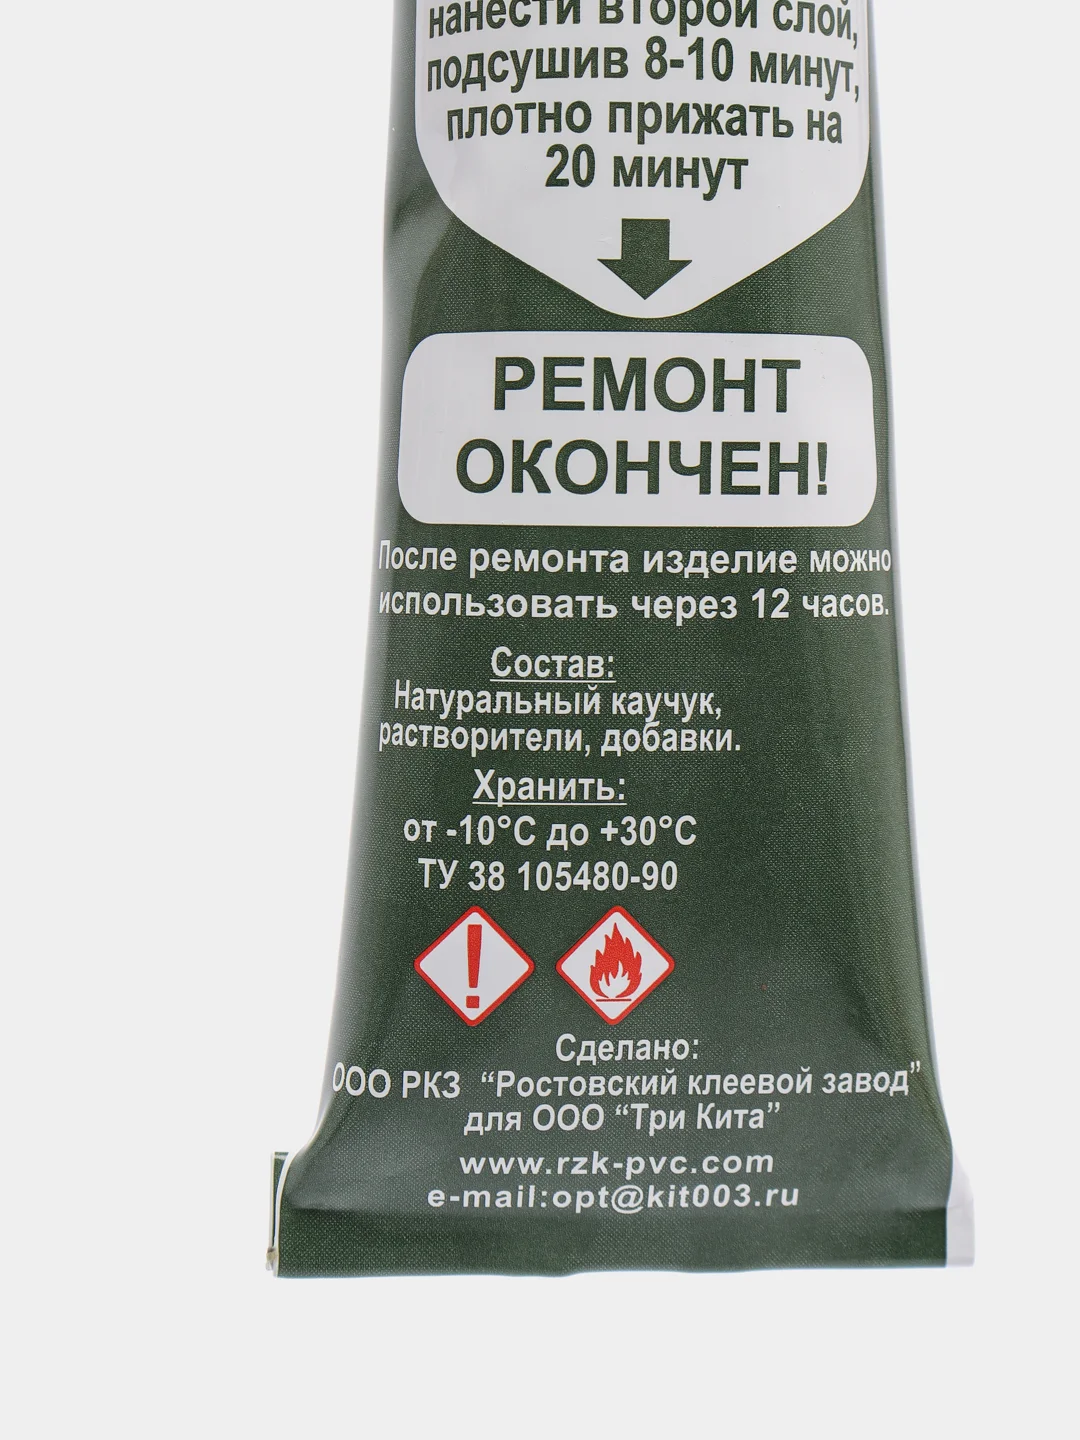 нанести второй слой,
подсушив 8-10 минут,
плотно прижать на
20 минут
РЕМОНТ
ОКОНЧЕН!
После ремонта изделие можно
использовать через 12 часов.
Состав:
Натуральный каучук,
растворители, добавки.
Хранить:
от -10°С до +30°С
ТУ 38 105480-90
Сделано:
ООО РКЗ “Ростовский клеевой завод”
для ООО “Три Кита”
www.rzk-pvc.com
e-mail:opt@kit003.ru